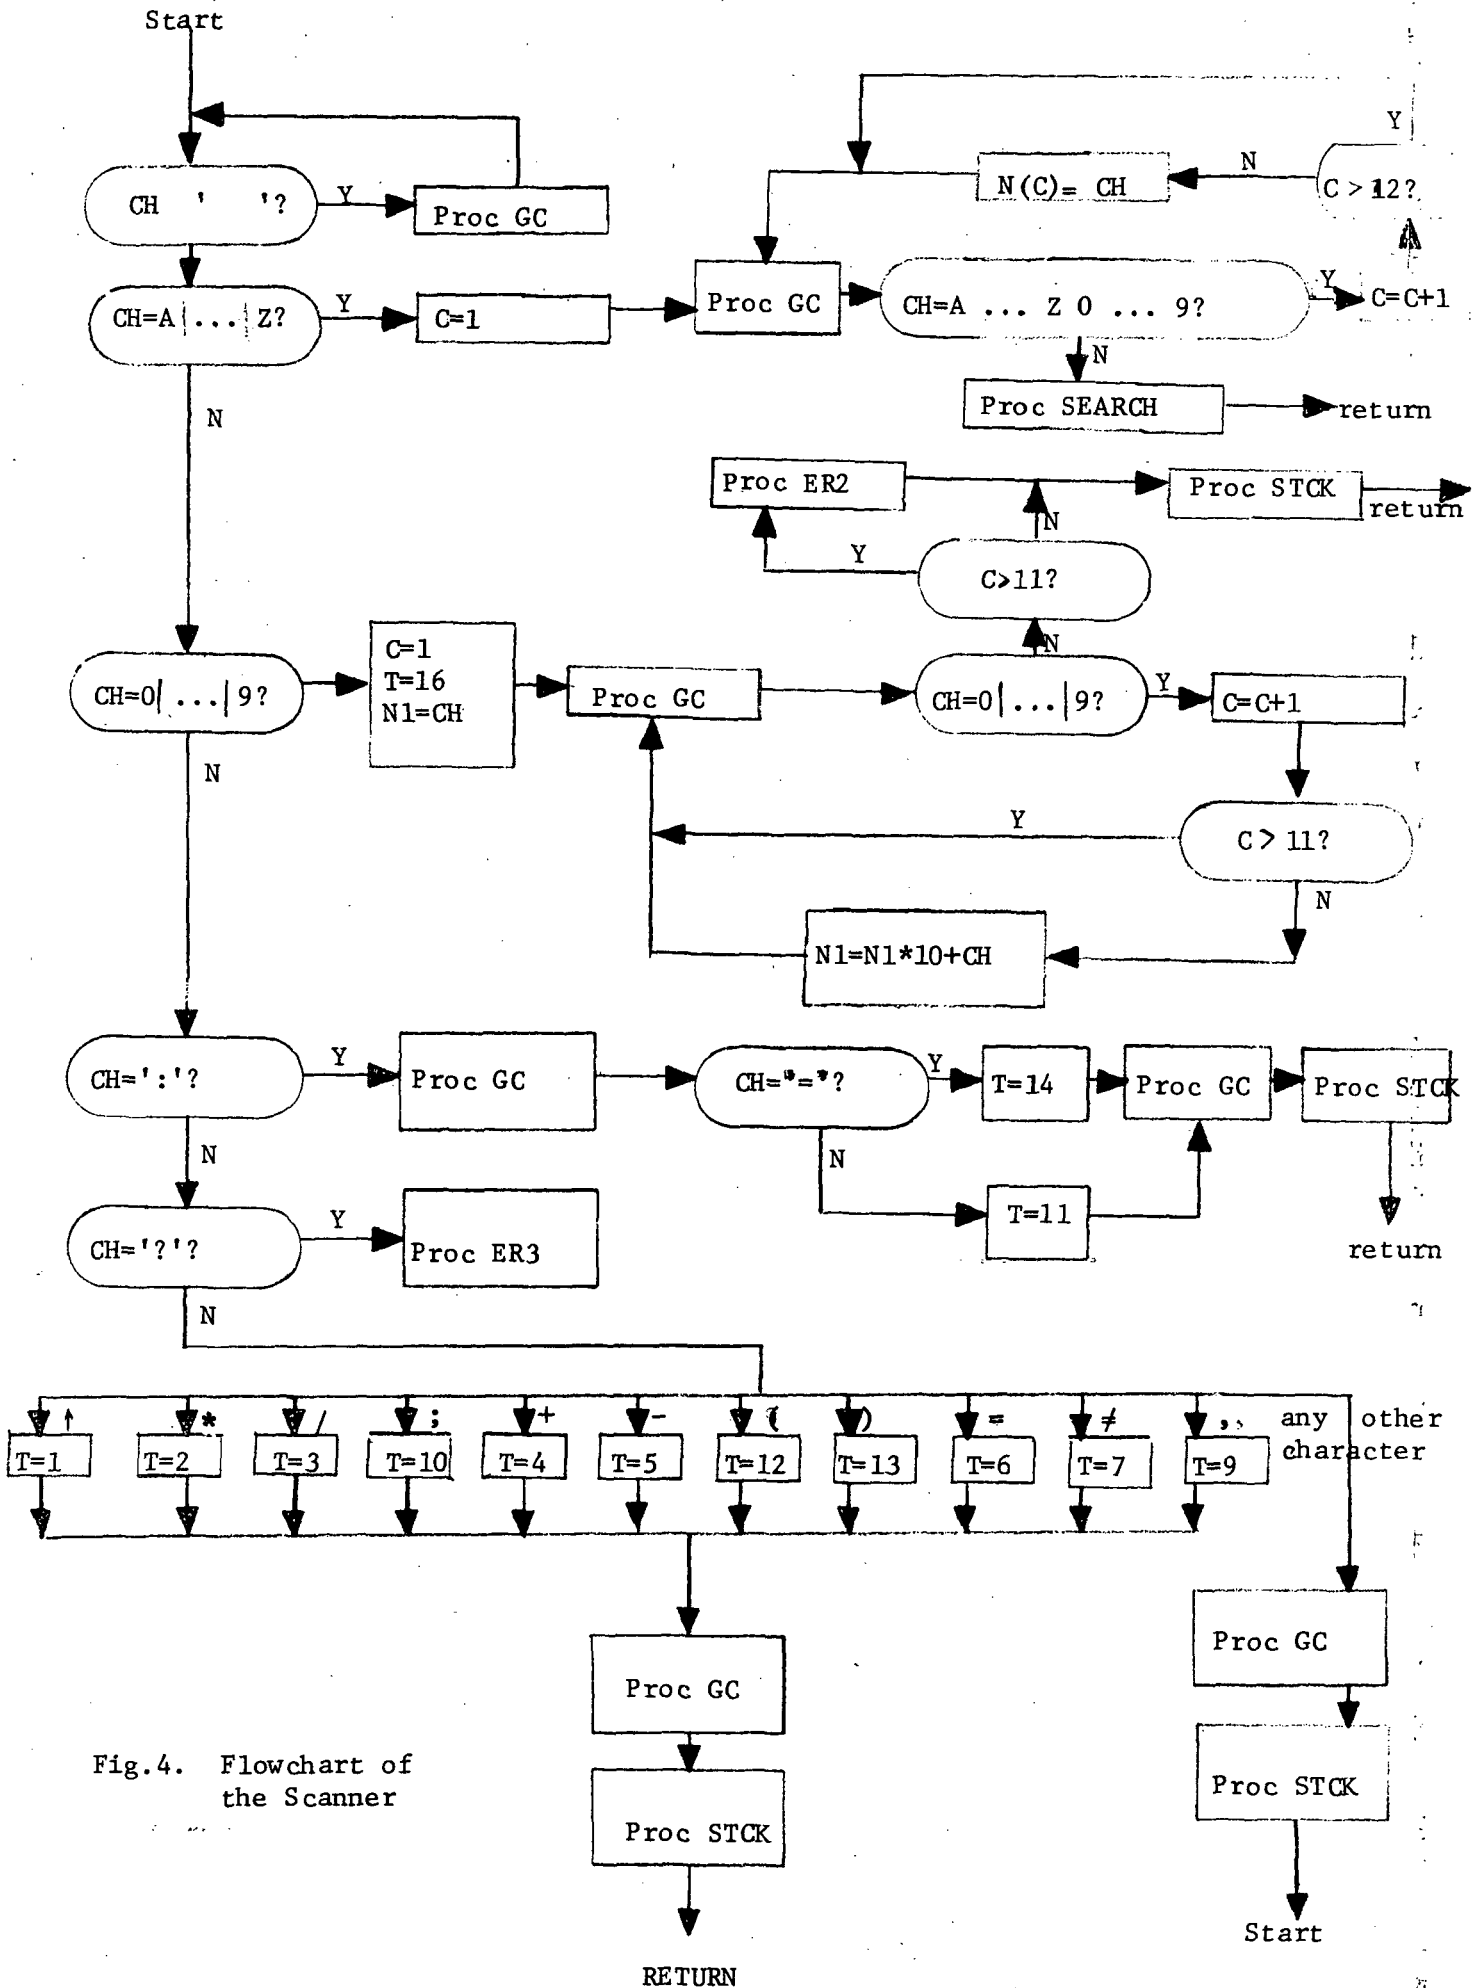 Start
Y
CH ' '? Y Proc GC
N(C)= CH N C > 12?
CH=A |...| Z? Y C=1 Proc GC CH=A ... Z 0 ... 9? Y C=C+1
N
Proc SEARCH return
N
Proc ER2 Proc STCK return
N
Y C>11?
N
CH=0|...|9? C=1
T=16
N1=CH
Proc GC CH=0|...|9? Y C=C+1
N
Y C > 11?
N
N1=N1*10+CH
CH=':'? Y Proc GC CH="="? Y T=14 Proc GC Proc STCK
N
N
T=11
return
CH='?'? Y Proc ER3
N
↑ * / ; + - ( ) = ≠ , any other
character
T=1 T=2 T=3 T=10 T=4 T=5 T=12 T=13 T=6 T=7 T=9
Proc GC Proc GC
Fig.4. Flowchart of
the Scanner
Proc STCK Proc STCK
Start
RETURN